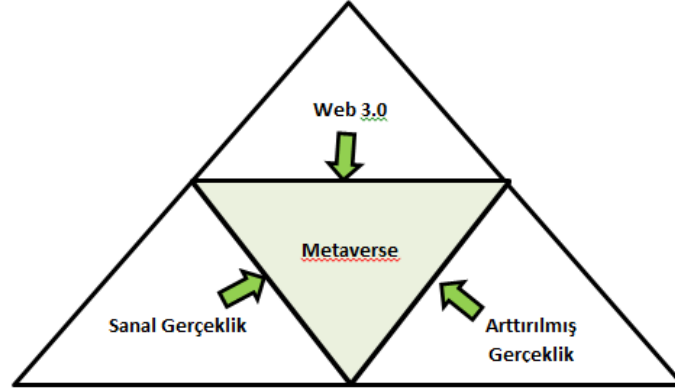 Web 3.0
Metaverse
Sanal Gerçeklik
Arttırılmış
Gerçeklik